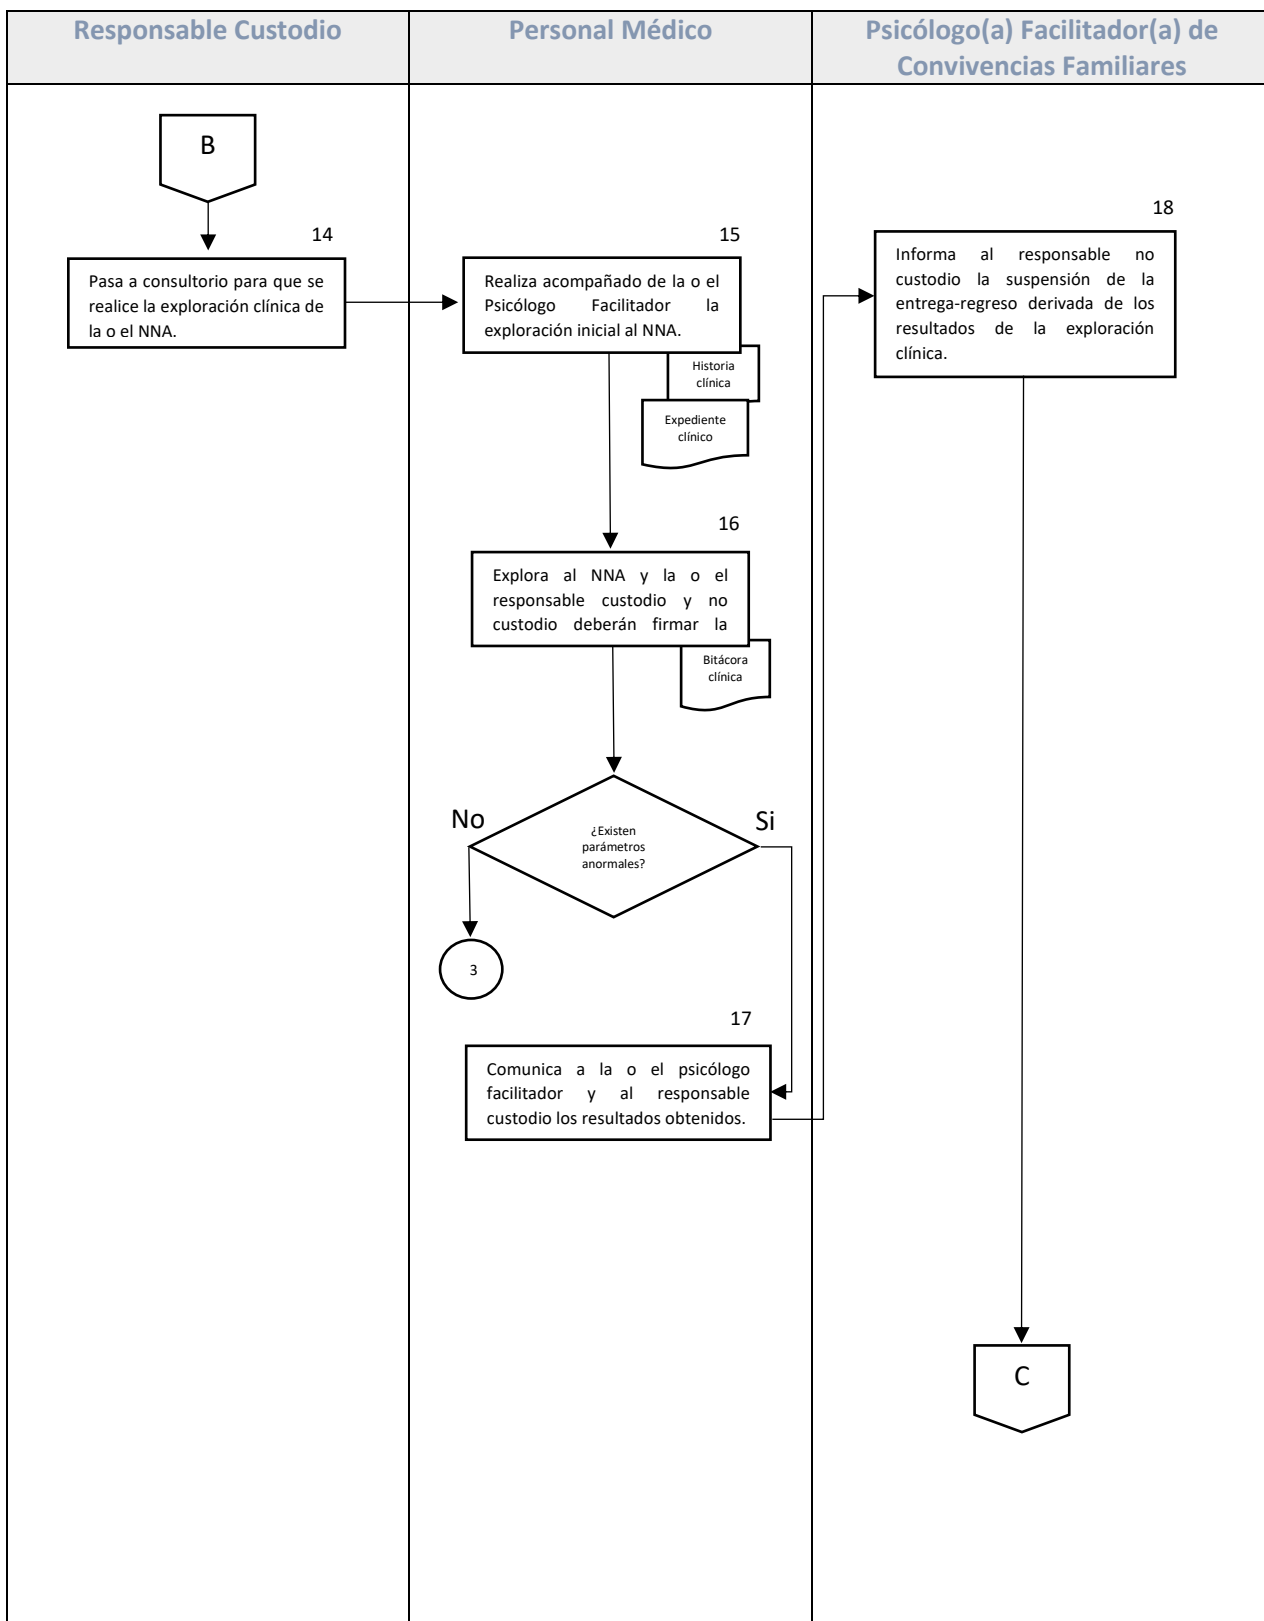 Responsable Custodio
Personal Médico
Psicólogo(a) Facilitador(a) de
Convivencias Familiares
B
14
Pasa a consultorio para que se
realice la exploración clínica de
la o el NNA.
15
Realiza acompañado de la o el
Psicólogo Facilitador la
exploración inicial al NNA.
Historia
clínica
Expediente
clínico
16
Explora al NNA y la o el
responsable custodio y no
custodio deberán firmar la
Bitácora
clínica
No
¿Existen
parámetros
anormales?
Si
3
17
Comunica a la o el psicólogo
facilitador y al responsable
custodio los resultados obtenidos.
18
Informa al responsable no
custodio la suspensión de la
entrega-regreso derivada de los
resultados de la exploración
clínica.
C